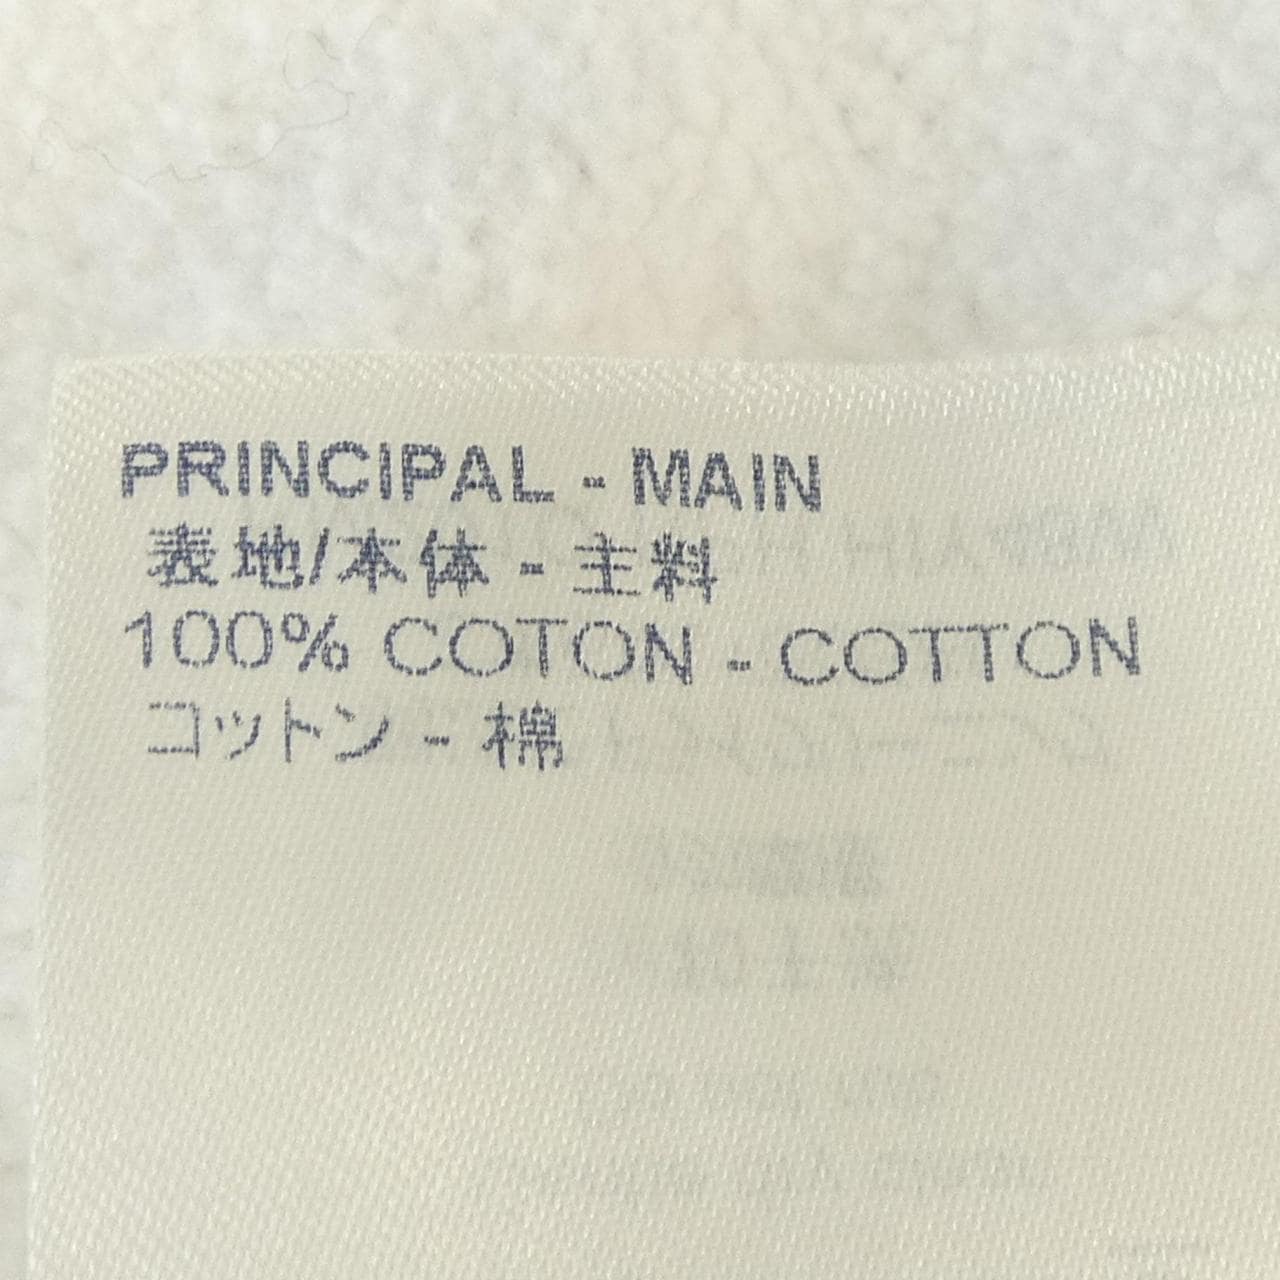 PRINCIPAL - MAIN
表地/本体 - 主料
100% COTON - COTTON
コットン - 棉